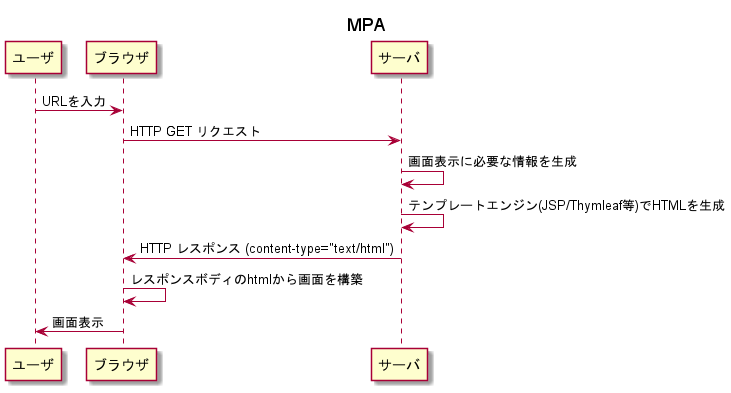 MPA
ユーザ
ブラウザ
サーバ
URLを入力
HTTP GET リクエスト
画面表示に必要な情報を生成
テンプレートエンジン(JSP/Thymleaf等)でHTMLを生成
HTTP レスポンス (content-type="text/html")
レスポンスボディのhtmlから画面を構築
画面表示
ユーザ
ブラウザ
サーバ